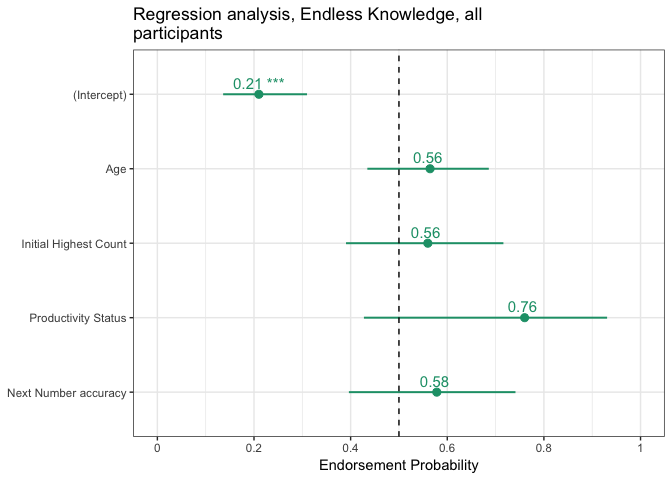 Regression analysis, Endless Knowledge, all
participants
(Intercept)
0.21 ***
Age
0.56
Initial Highest Count
0.56
Productivity Status
0.76
Next Number accuracy
0.58
0 0.2 0.4 0.6 0.8 1
Endorsement Probability